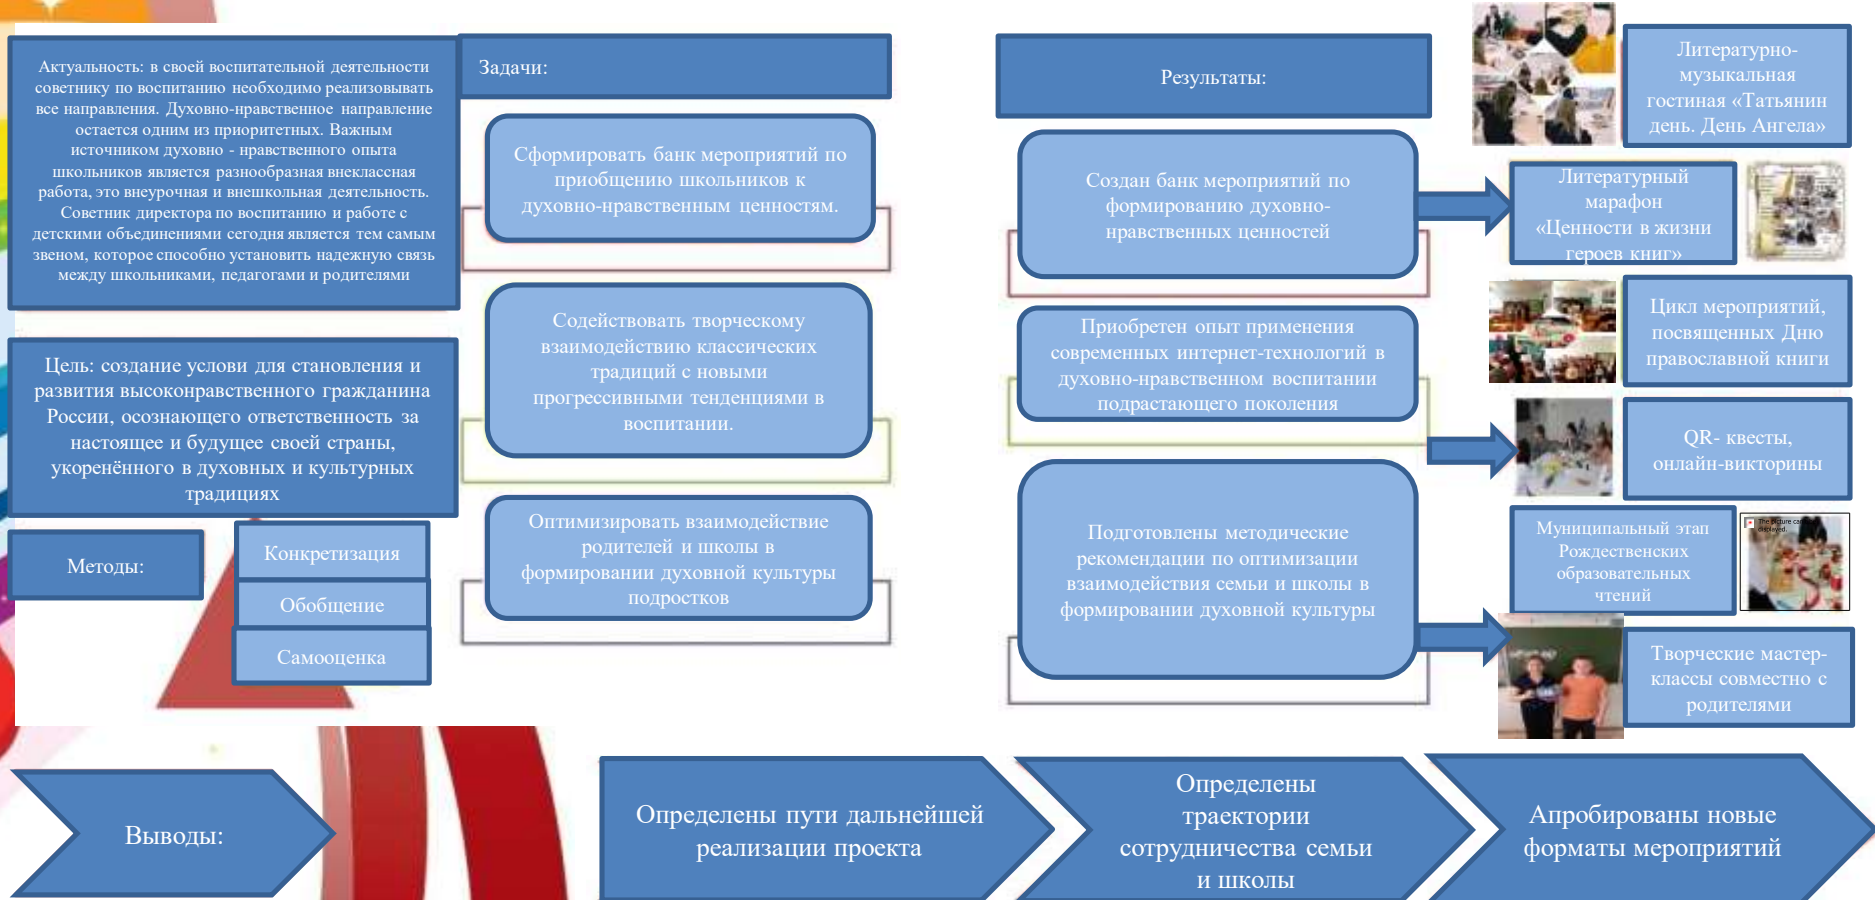 Актуальность: в своей воспитательной деятельности
советнику по воспитанию необходимо реализовывать
все направления. Духовно-нравственное направление
остается одним из приоритетных. Важным
источником духовно - нравственного опыта
школьников является разнообразная внеклассная
работа, это внеурочная и внешкольная деятельность.
Советник директора по воспитанию и работе с
детскими объединениями сегодня является тем самым
звеном, которое способно установить надежную связь
между школьниками, педагогами и родителями
Цель: создание услови для становления и
развития высоконравственного гражданина
России, осознающего ответственность за
настоящее и будущее своей страны,
укоренённого в духовных и культурных
традициях
Методы:
Конкретизация
Обобщение
Самооценка
Задачи:
Сформировать банк мероприятий по
приобщению школьников к
духовно-нравственным ценностям.
Содействовать творческому
взаимодействию классических
традиций с новыми
прогрессивными тенденциями в
воспитании.
Оптимизировать взаимодействие
родителей и школы в
формировании духовной культуры
подростков
Результаты:
Создан банк мероприятий по
формированию духовно-
нравственных ценностей
Приобретен опыт применения
современных интернет-технологий в
духовно-нравственном воспитании
подрастающего поколения
Подготовлены методические
рекомендации по оптимизации
взаимодействия семьи и школы в
формировании духовной культуры
Литературно-
музыкальная
гостиная «Татьянин
день. День Ангела»
Литературный
марафон
«Ценности в жизни
героев книг»
Цикл мероприятий,
посвященных Дню
православной книги
QR- квесты,
онлайн-викторины
Муниципальный этап
Рождественских
образовательных
чтений
The picture can
displayed.
Творческие мастер-
классы совместно с
родителями
Выводы:
Определены пути дальнейшей
реализации проекта
Определены
траектории
сотрудничества семьи
и школы
Апробированы новые
форматы мероприятий